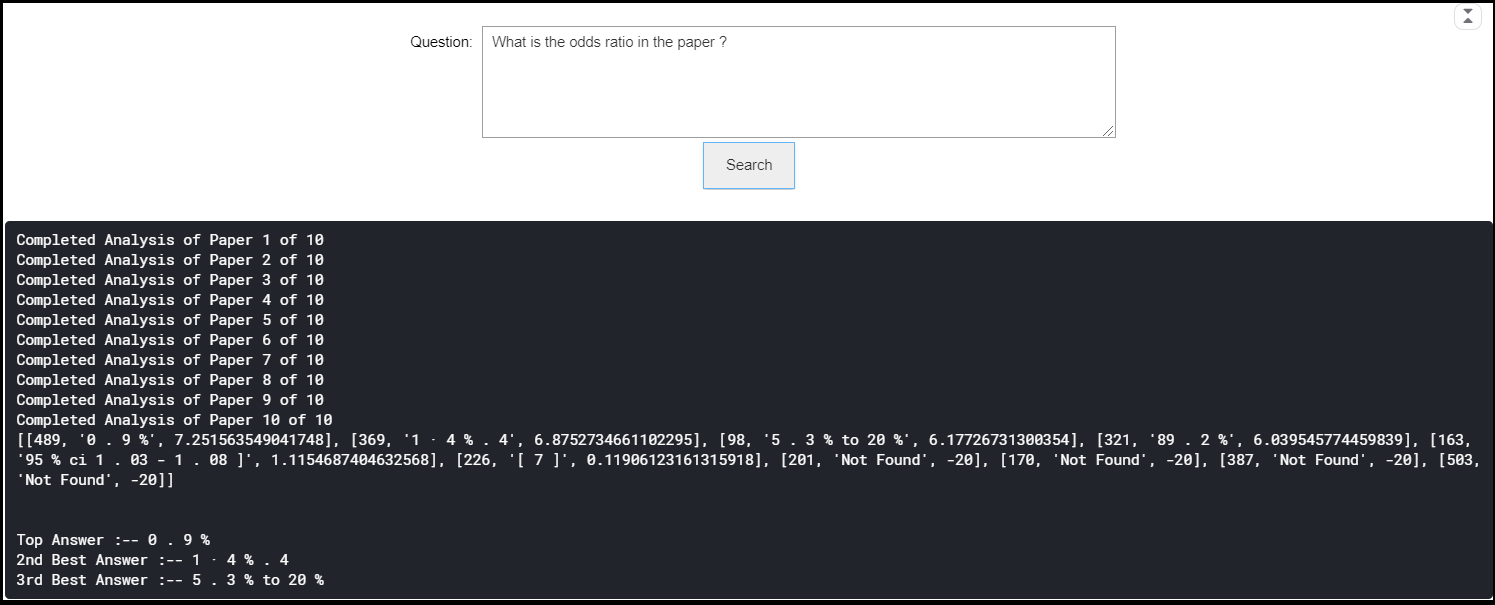 Question: What is the odds ratio in the paper ?
Search
Completed Analysis of Paper 1 of 10
Completed Analysis of Paper 2 of 10
Completed Analysis of Paper 3 of 10
Completed Analysis of Paper 4 of 10
Completed Analysis of Paper 5 of 10
Completed Analysis of Paper 6 of 10
Completed Analysis of Paper 7 of 10
Completed Analysis of Paper 8 of 10
Completed Analysis of Paper 9 of 10
Completed Analysis of Paper 10 of 10
[[489, '0 . 9 %', 7.251563549041748], [369, '1 · 4 % . 4', 6.8752734661102295], [98, '5 . 3 % to 20 %', 6.17726731300354], [321, '89 . 2 %', 6.039545774459839], [163,
'95 % ci 1 . 03 - 1 . 08 ]', 1.1154687404632568], [226, '[ 7 ]', 0.11906123161315918], [201, 'Not Found', -20], [170, 'Not Found', -20], [387, 'Not Found', -20], [503,
'Not Found', -20]]
Top Answer :-- 0 . 9 %
2nd Best Answer :-- 1 · 4 % . 4
3rd Best Answer :-- 5 . 3 % to 20 %